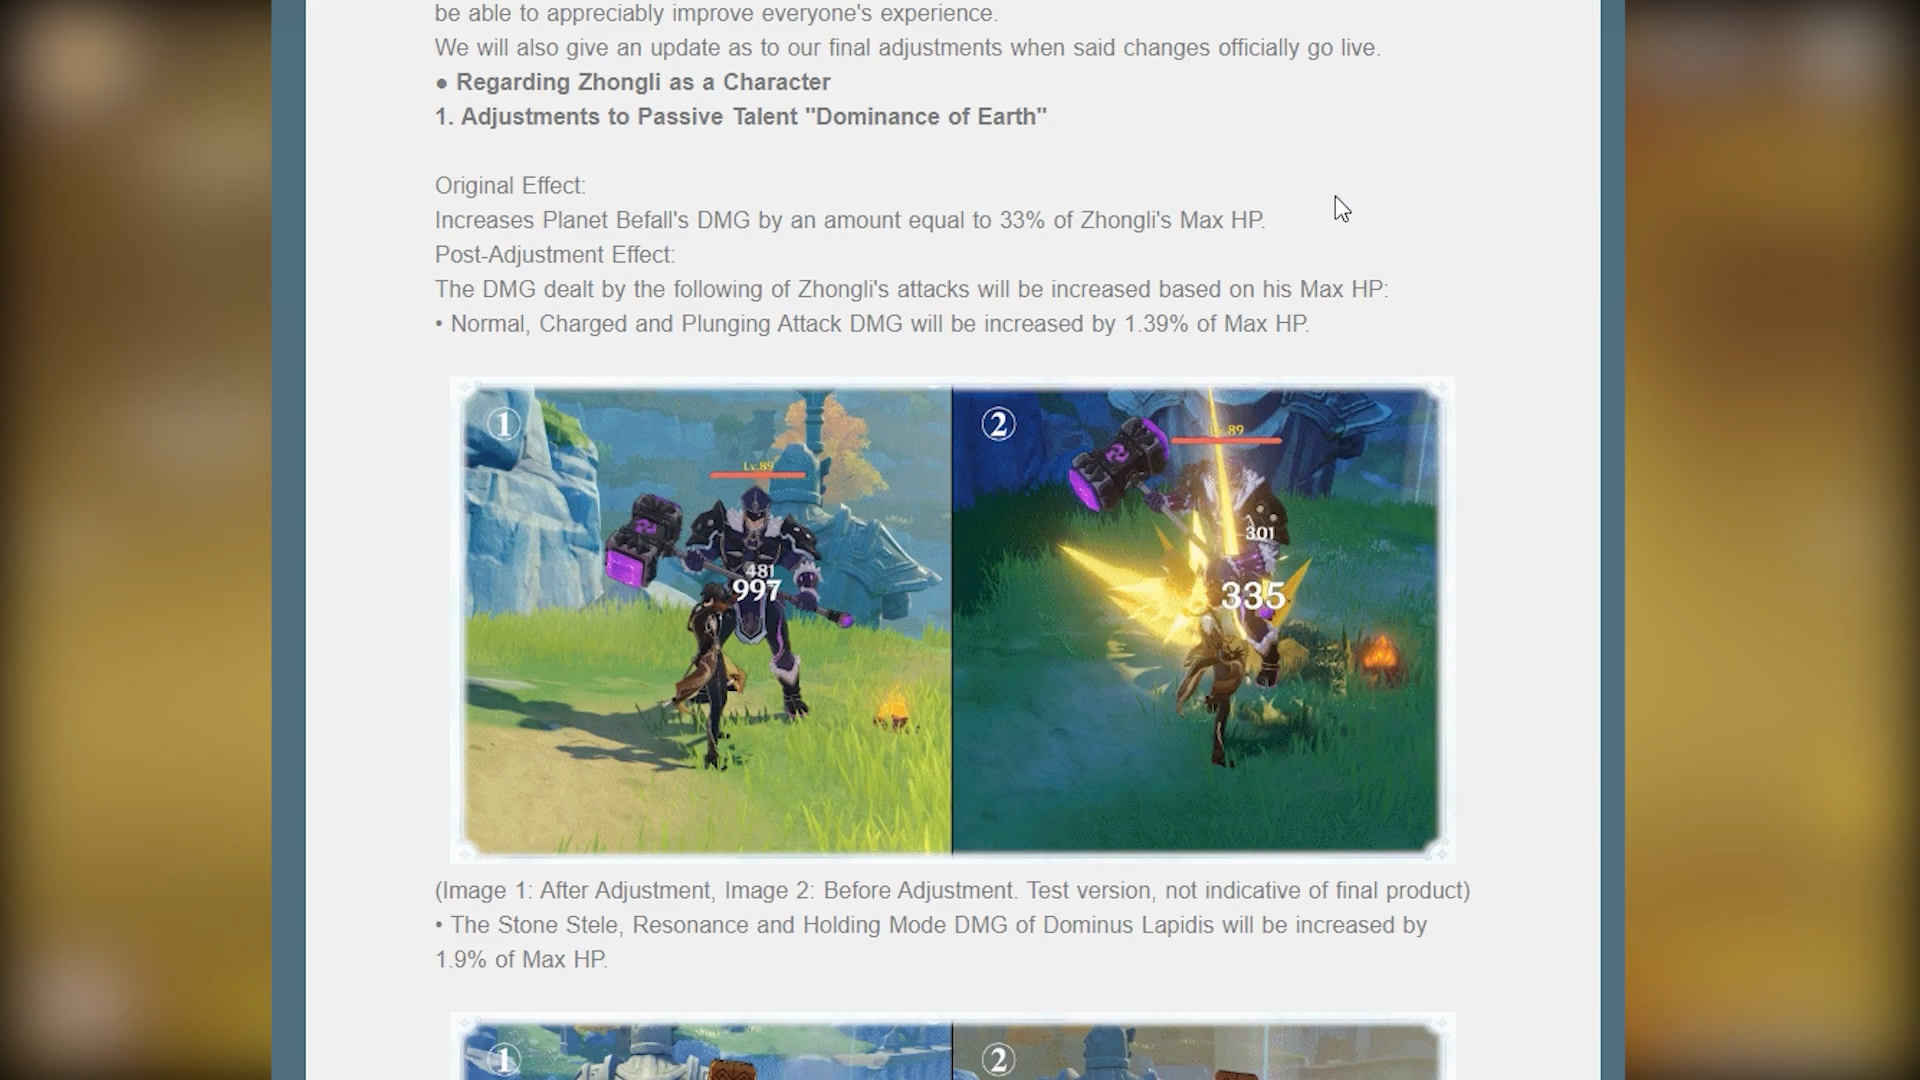 be able to appreciably improve everyone's experience.
We will also give an update as to our final adjustments when said changes officially go live.
● Regarding Zhongli as a Character
1. Adjustments to Passive Talent "Dominance of Earth"
Original Effect:
Increases Planet Befall's DMG by an amount equal to 33% of Zhongli's Max HP.
Post-Adjustment Effect:
The DMG dealt by the following of Zhongli's attacks will be increased based on his Max HP:
• Normal, Charged and Plunging Attack DMG will be increased by 1.39% of Max HP.
1
2
Lv.89
Lv.89
481
997
301
335
(Image 1: After Adjustment, Image 2: Before Adjustment. Test version, not indicative of final product)
• The Stone Stele, Resonance and Holding Mode DMG of Dominus Lapidis will be increased by
1.9% of Max HP.
1
2